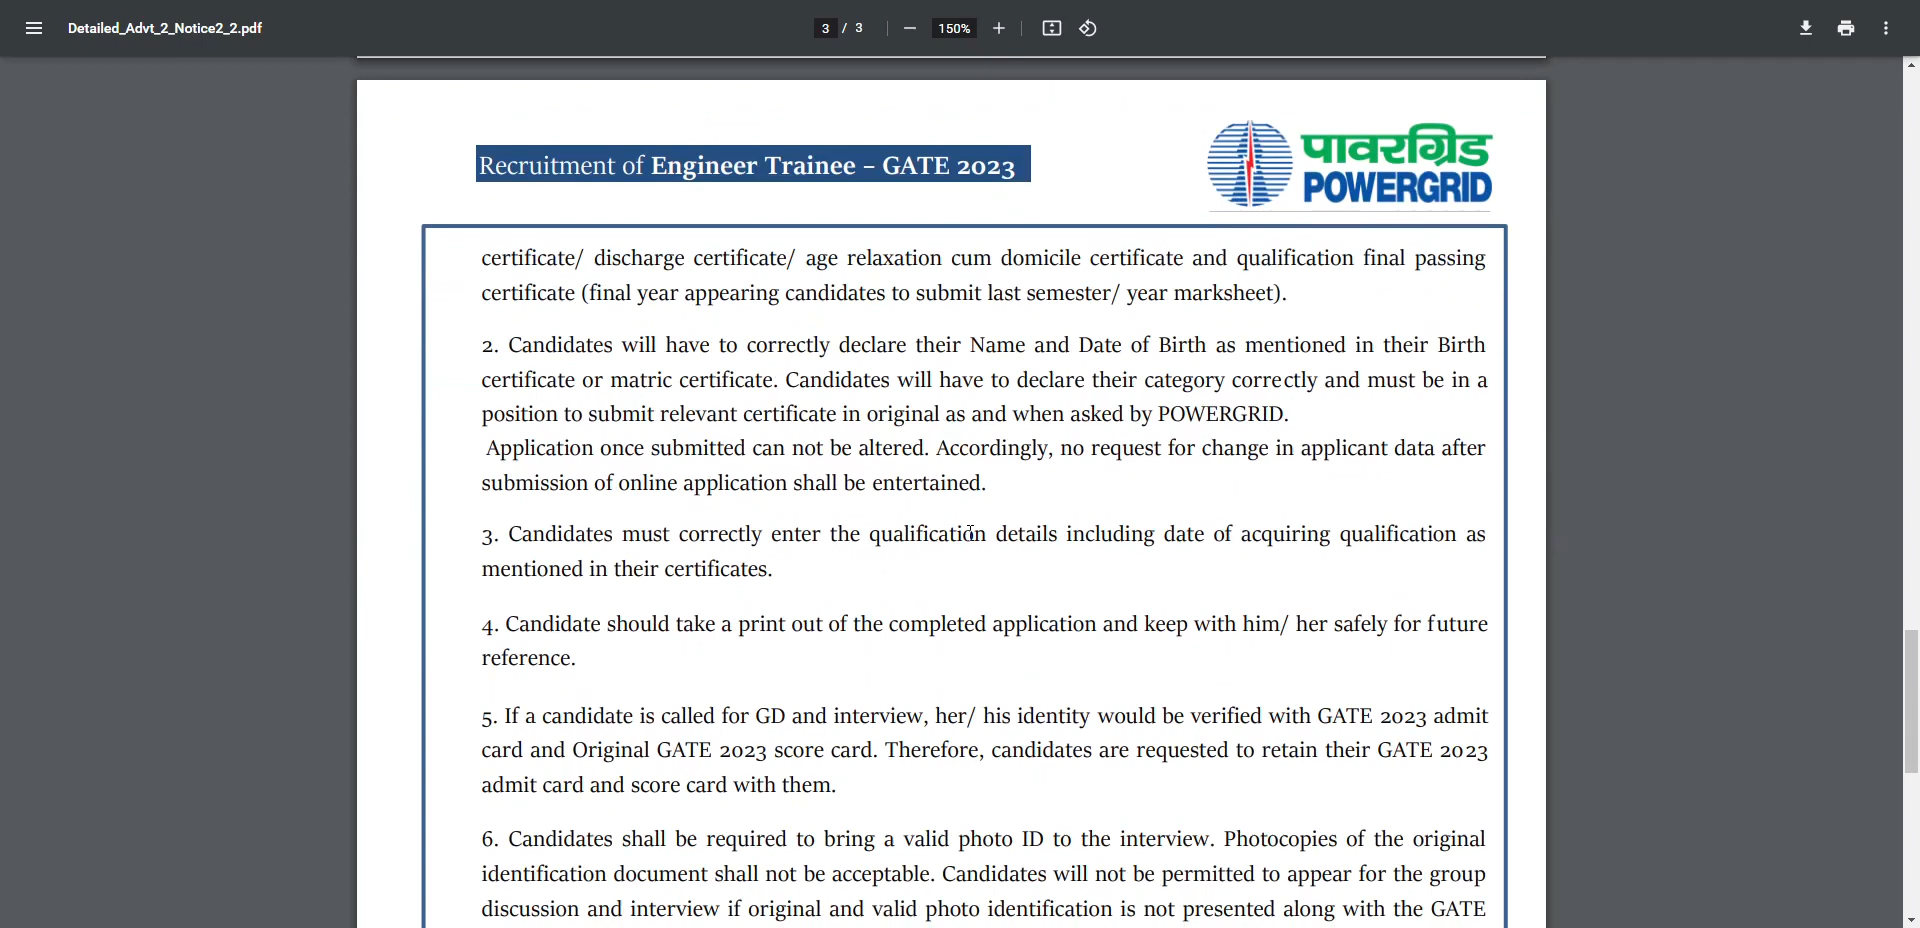 Detailed_Advt_2_Notice2_2.pdf
3 / 3
150%
Recruitment of Engineer Trainee – GATE 2023
पावरग्रिड
POWERGRID
certificate/ discharge certificate/ age relaxation cum domicile certificate and qualification final passing
certificate (final year appearing candidates to submit last semester/ year marksheet).
2. Candidates will have to correctly declare their Name and Date of Birth as mentioned in their Birth
certificate or matric certificate. Candidates will have to declare their category correctly and must be in a
position to submit relevant certificate in original as and when asked by POWERGRID.
Application once submitted can not be altered. Accordingly, no request for change in applicant data after
submission of online application shall be entertained.
3. Candidates must correctly enter the qualification details including date of acquiring qualification as
mentioned in their certificates.
4. Candidate should take a print out of the completed application and keep with him/ her safely for future
reference.
5. If a candidate is called for GD and interview, her/ his identity would be verified with GATE 2023 admit
card and Original GATE 2023 score card. Therefore, candidates are requested to retain their GATE 2023
admit card and score card with them.
6. Candidates shall be required to bring a valid photo ID to the interview. Photocopies of the original
identification document shall not be acceptable. Candidates will not be permitted to appear for the group
discussion and interview if original and valid photo identification is not presented along with the GATE